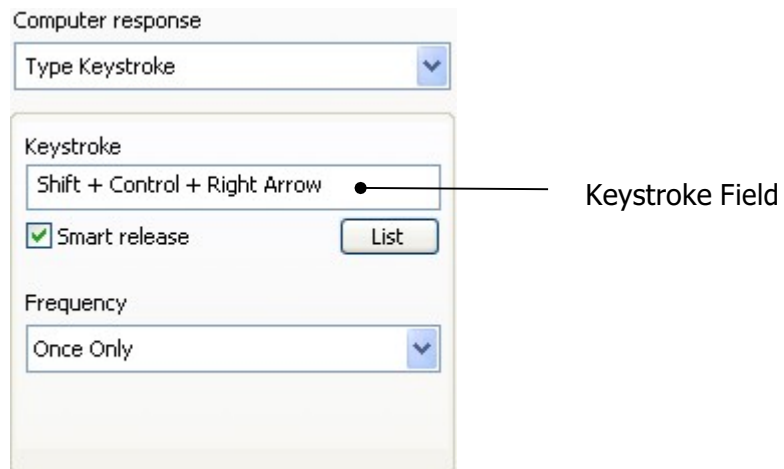 Computer response
Type Keystroke
Keystroke
Shift + Control + Right Arrow
Keystroke Field
Smart release
List
Frequency
Once Only